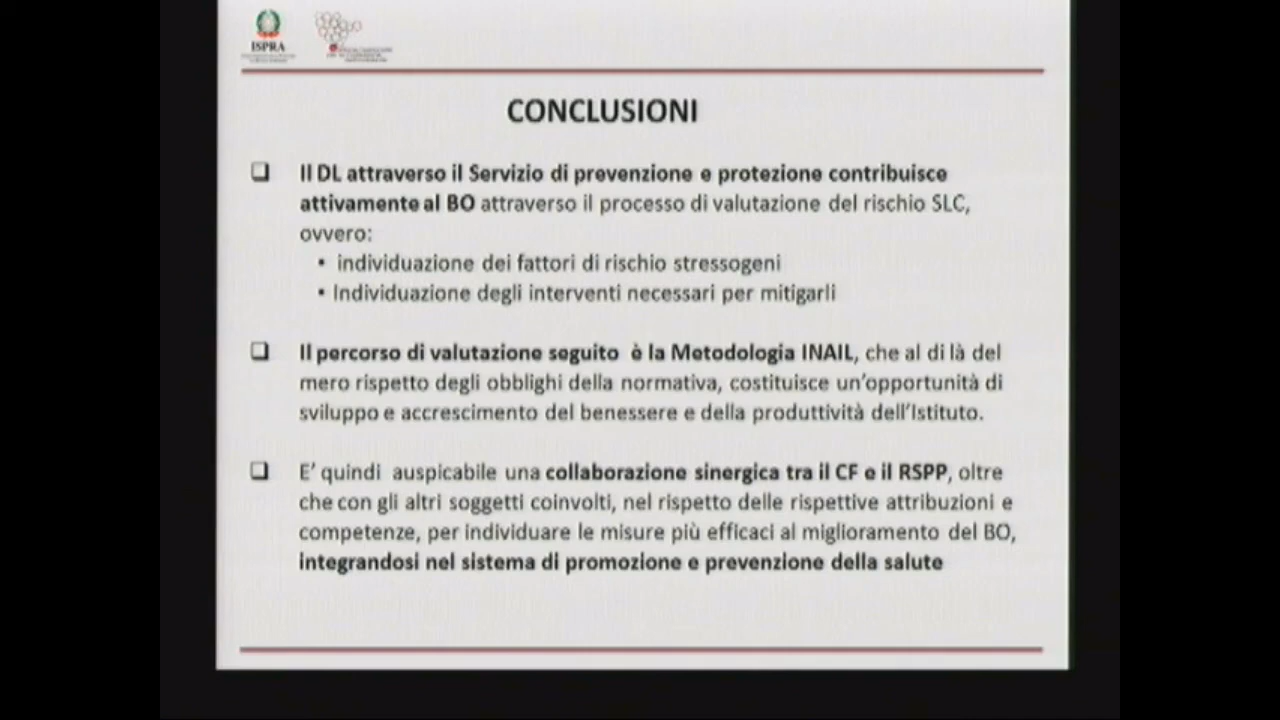 ISPRA
CONCLUSIONI
❑ Il DL attraverso il Servizio di prevenzione e protezione contribuisce
attivamente al BO attraverso il processo di valutazione del rischio SLC,
ovvero:
• individuazione dei fattori di rischio stressogeni
• Individuazione degli interventi necessari per mitigarli
❑ Il percorso di valutazione seguito è la Metodologia INAIL, che al di là del
mero rispetto degli obblighi della normativa, costituisce un’opportunità di
sviluppo e accrescimento del benessere e della produttività dell’Istituto.
❑ E’ quindi auspicabile una collaborazione sinergica tra il CF e il RSPP, oltre
che con gli altri soggetti coinvolti, nel rispetto delle rispettive attribuzioni e
competenze, per individuare le misure più efficaci al miglioramento del BO,
integrandosi nel sistema di promozione e prevenzione della salute